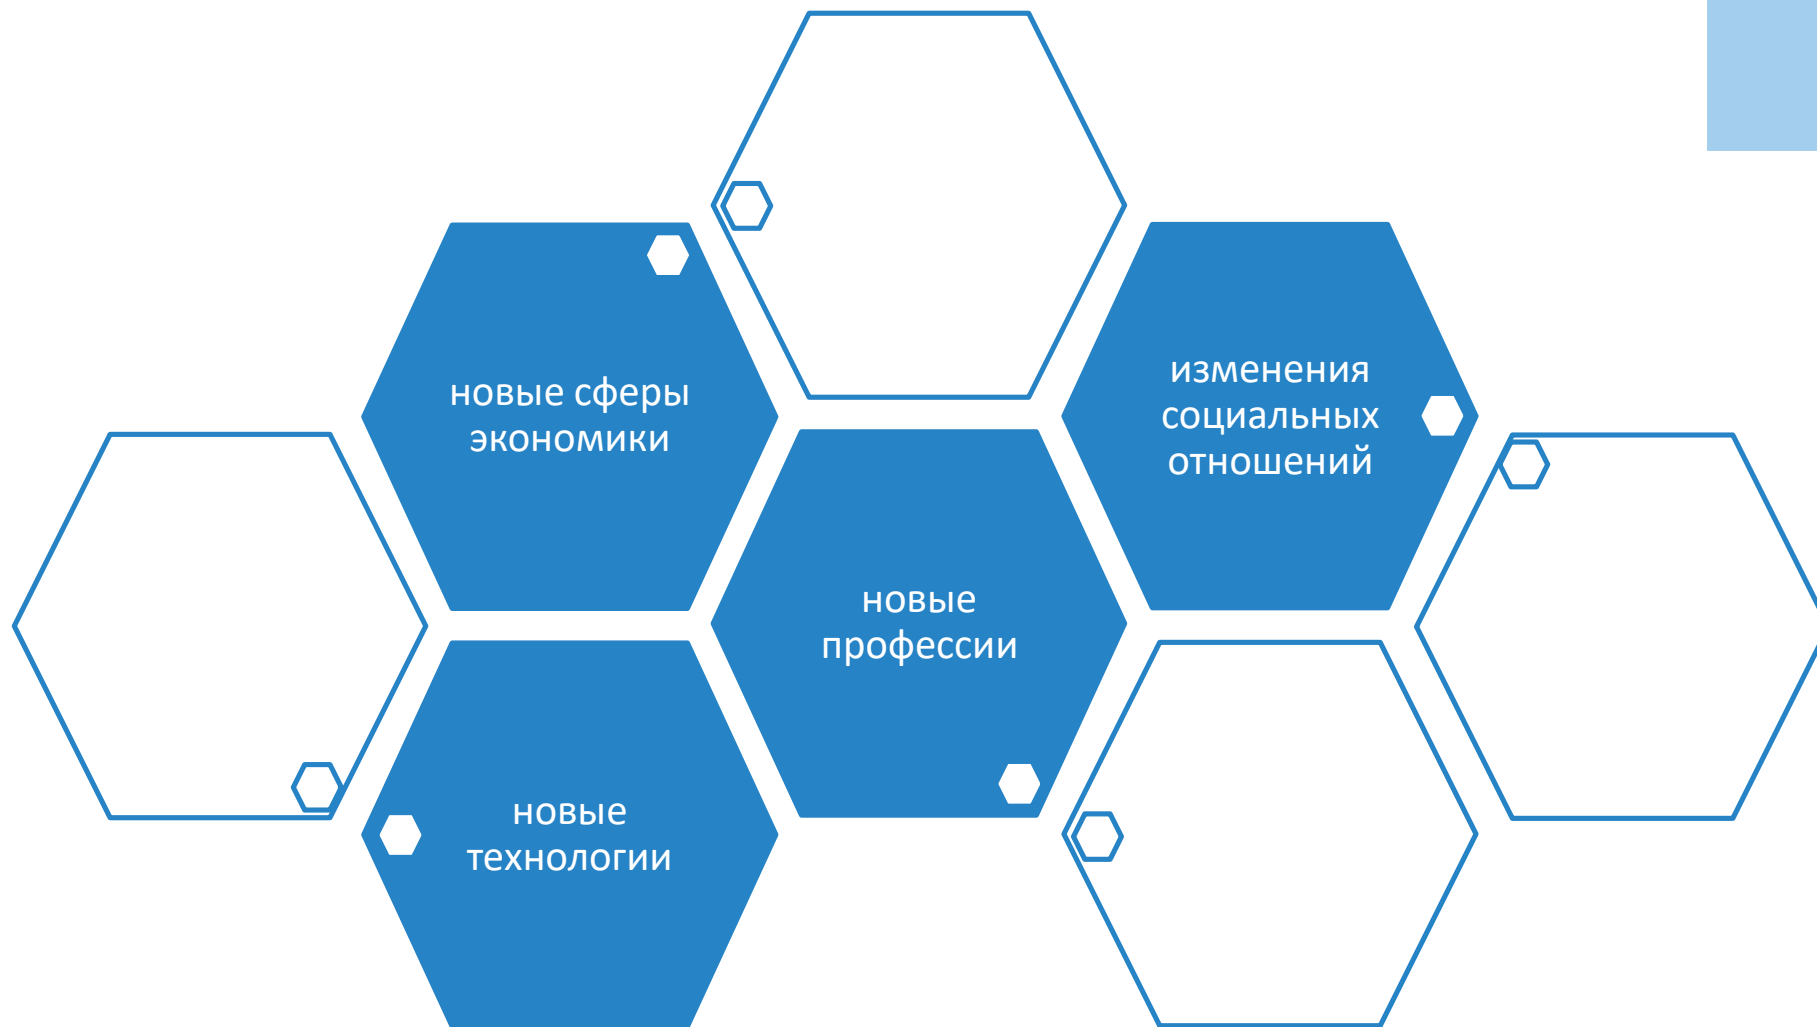 новые сферы
экономики
изменения
социальных
отношений
новые
профессии
новые
технологии